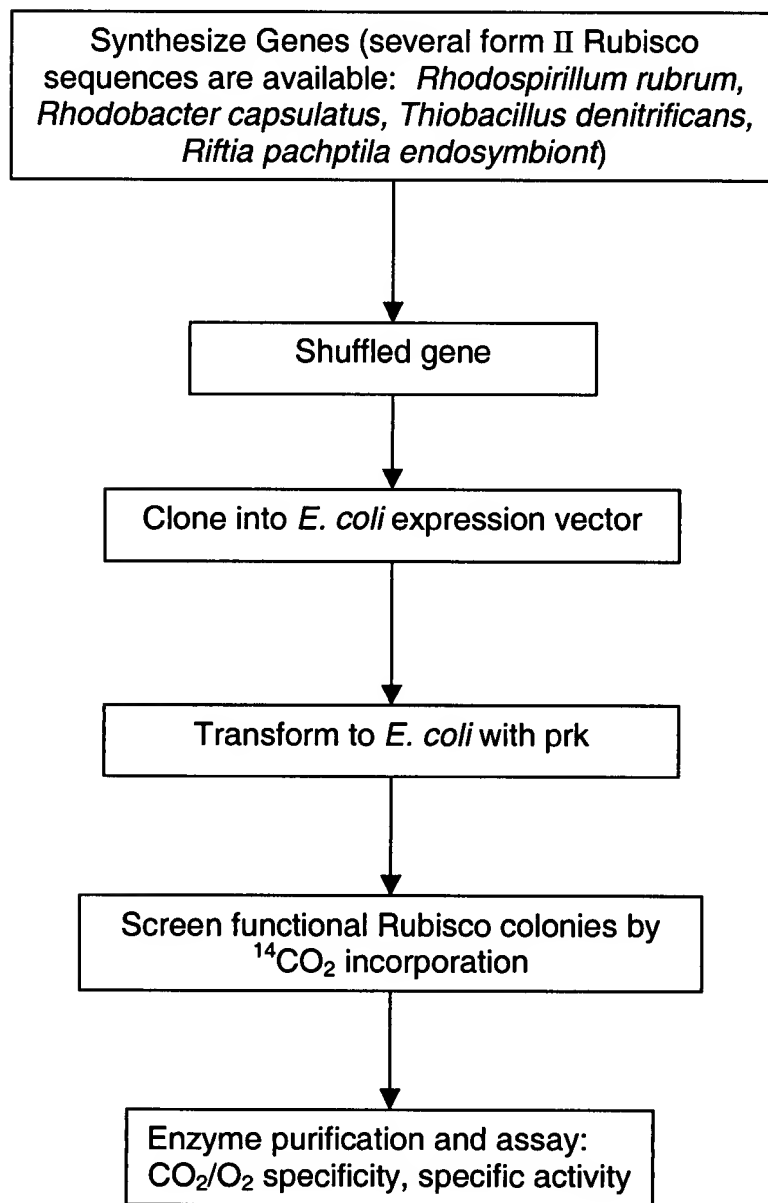 Synthesize Genes (several form II Rubisco
sequences are available: Rhodospirillum rubrum,
Rhodobacter capsulatus, Thiobacillus denitrificans,
Riftia pachptila endosymbiont)
Shuffled gene
Clone into E. coli expression vector
Transform to E. coli with prk
Screen functional Rubisco colonies by
¹⁴CO₂ incorporation
Enzyme purification and assay:
CO₂/O₂ specificity, specific activity